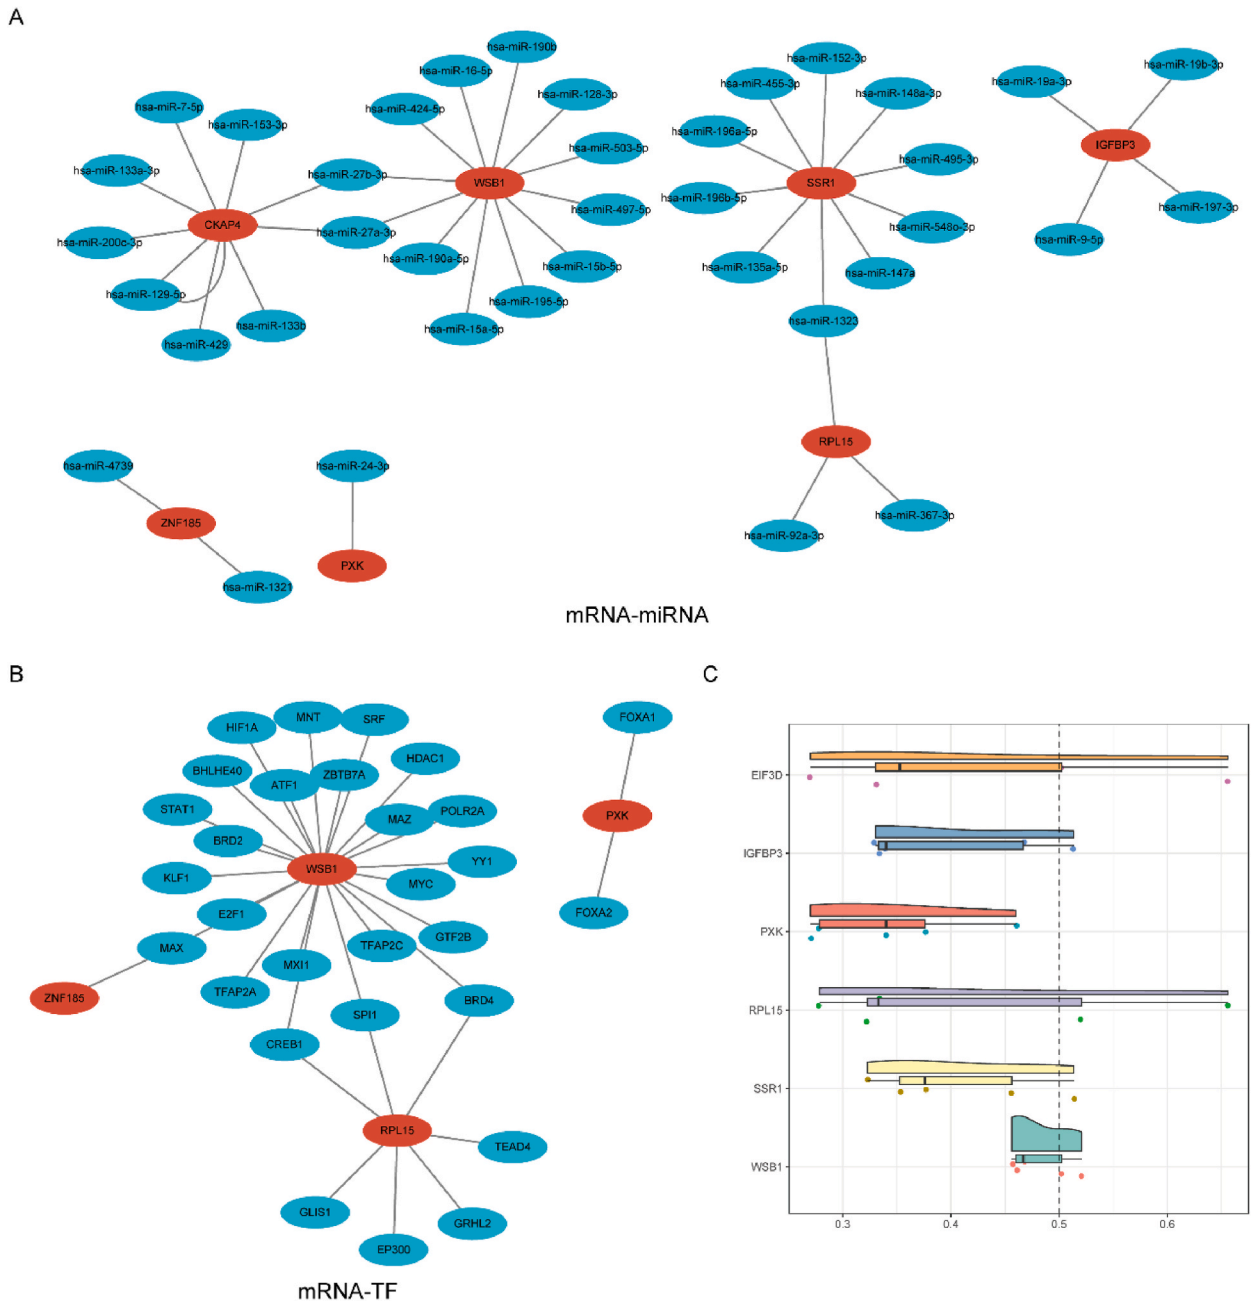 A
hsa-miR-190b
hsa-miR-16-5p
hsa-miR-152-3p
hsa-miR-19b-3p
hsa-miR-455-3p
hsa-miR-19a-3p
hsa-miR-128-3p
hsa-miR-148a-3p
hsa-miR-7-5p
hsa-miR-424-5p
hsa-miR-153-3p
hsa-miR-196a-5p
IGFBP3
hsa-miR-503-5p
hsa-miR-495-3p
hsa-miR-133a-3p
hsa-miR-27b-3p
WSB1
SSR1
hsa-miR-196b-5p
hsa-miR-197-3p
hsa-miR-497-5p
CKAP4
hsa-miR-548o-3p
hsa-miR-27a-3p
hsa-miR-9-5p
hsa-miR-200c-3p
hsa-miR-190a-5p
hsa-miR-15b-5p
hsa-miR-135a-5p
hsa-miR-147a
hsa-miR-129-5p
hsa-miR-195-5p
hsa-miR-1323
hsa-miR-133b
hsa-miR-15a-5p
hsa-miR-429
RPL15
hsa-miR-4739
hsa-miR-24-3p
hsa-miR-367-3p
ZNF185
hsa-miR-92a-3p
PXK
hsa-miR-1321
mRNA-miRNA
B
MNT
SRF
HIF1A
FOXA1
HDAC1
BHLHE40
ZBTB7A
ATF1
STAT1
POLR2A
MAZ
PXK
BRD2
YY1
WSB1
KLF1
MYC
E2F1
FOXA2
GTF2B
MAX
TFAP2C
MXI1
TFAP2A
ZNF185
BRD4
SPI1
CREB1
RPL15
TEAD4
GLIS1
GRHL2
EP300
mRNA-TF
C
EIF3D
IGFBP3
PXK
RPL15
SSR1
WSB1
0.3 0.4 0.5 0.6